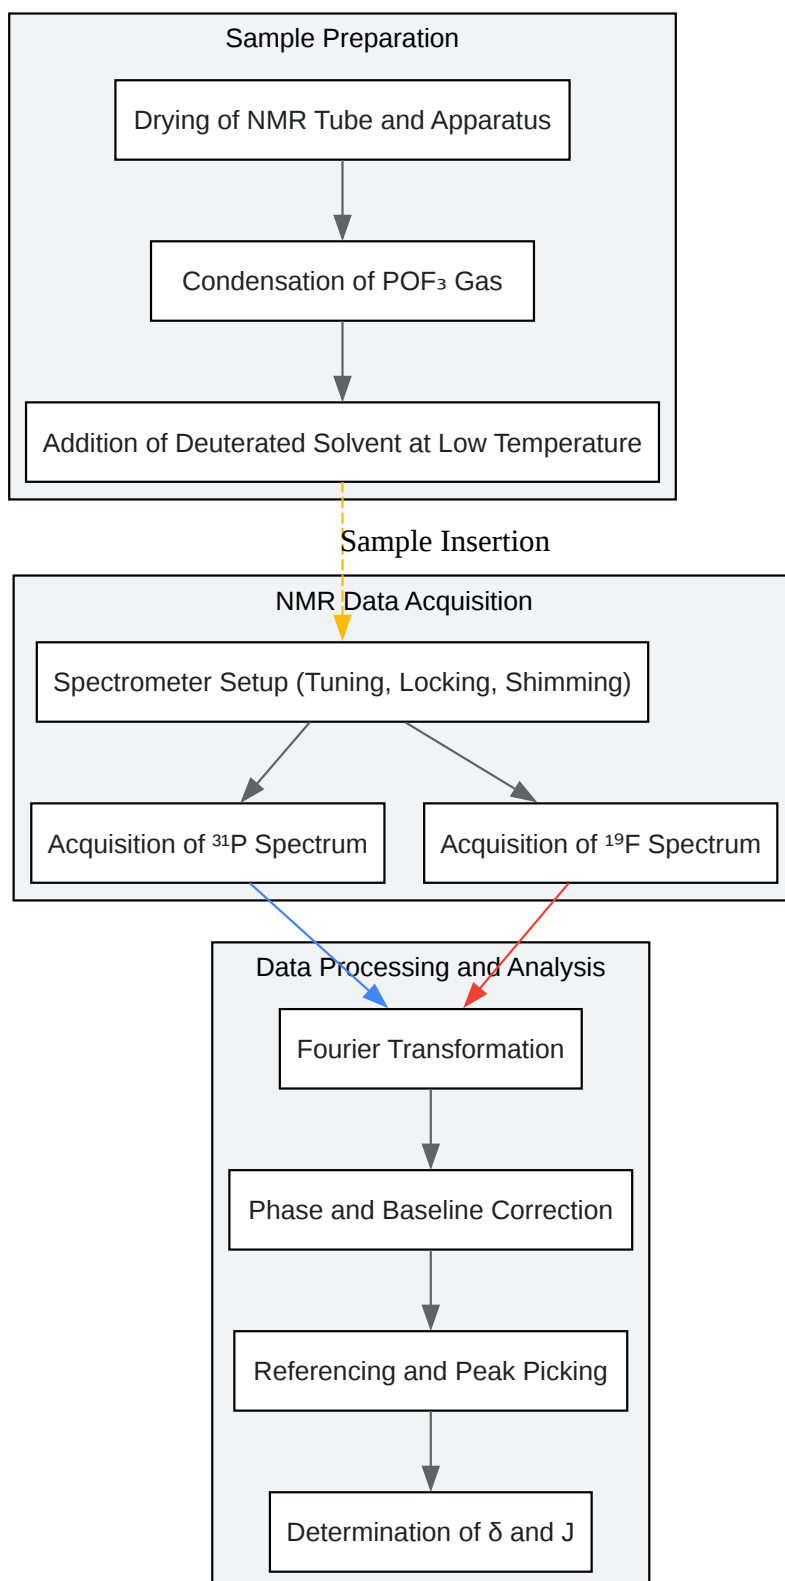 Sample Preparation
Drying of NMR Tube and Apparatus
Condensation of POF₃ Gas
Addition of Deuterated Solvent at Low Temperature
Sample Insertion
NMR Data Acquisition
Spectrometer Setup (Tuning, Locking, Shimming)
Acquisition of ³¹P Spectrum
Acquisition of ¹⁹F Spectrum
Data Processing and Analysis
Fourier Transformation
Phase and Baseline Correction
Referencing and Peak Picking
Determination of δ and J